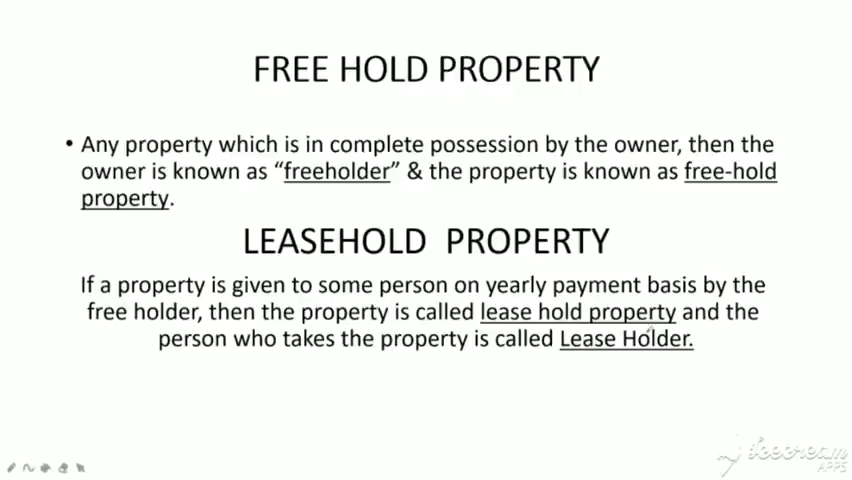 FREE HOLD PROPERTY
• Any property which is in complete possession by the owner, then the
owner is known as “freeholder” & the property is known as free-hold
property.
LEASEHOLD PROPERTY
If a property is given to some person on yearly payment basis by the
free holder, then the property is called lease hold property and the
person who takes the property is called Lease Holder.
Icecream
APPS